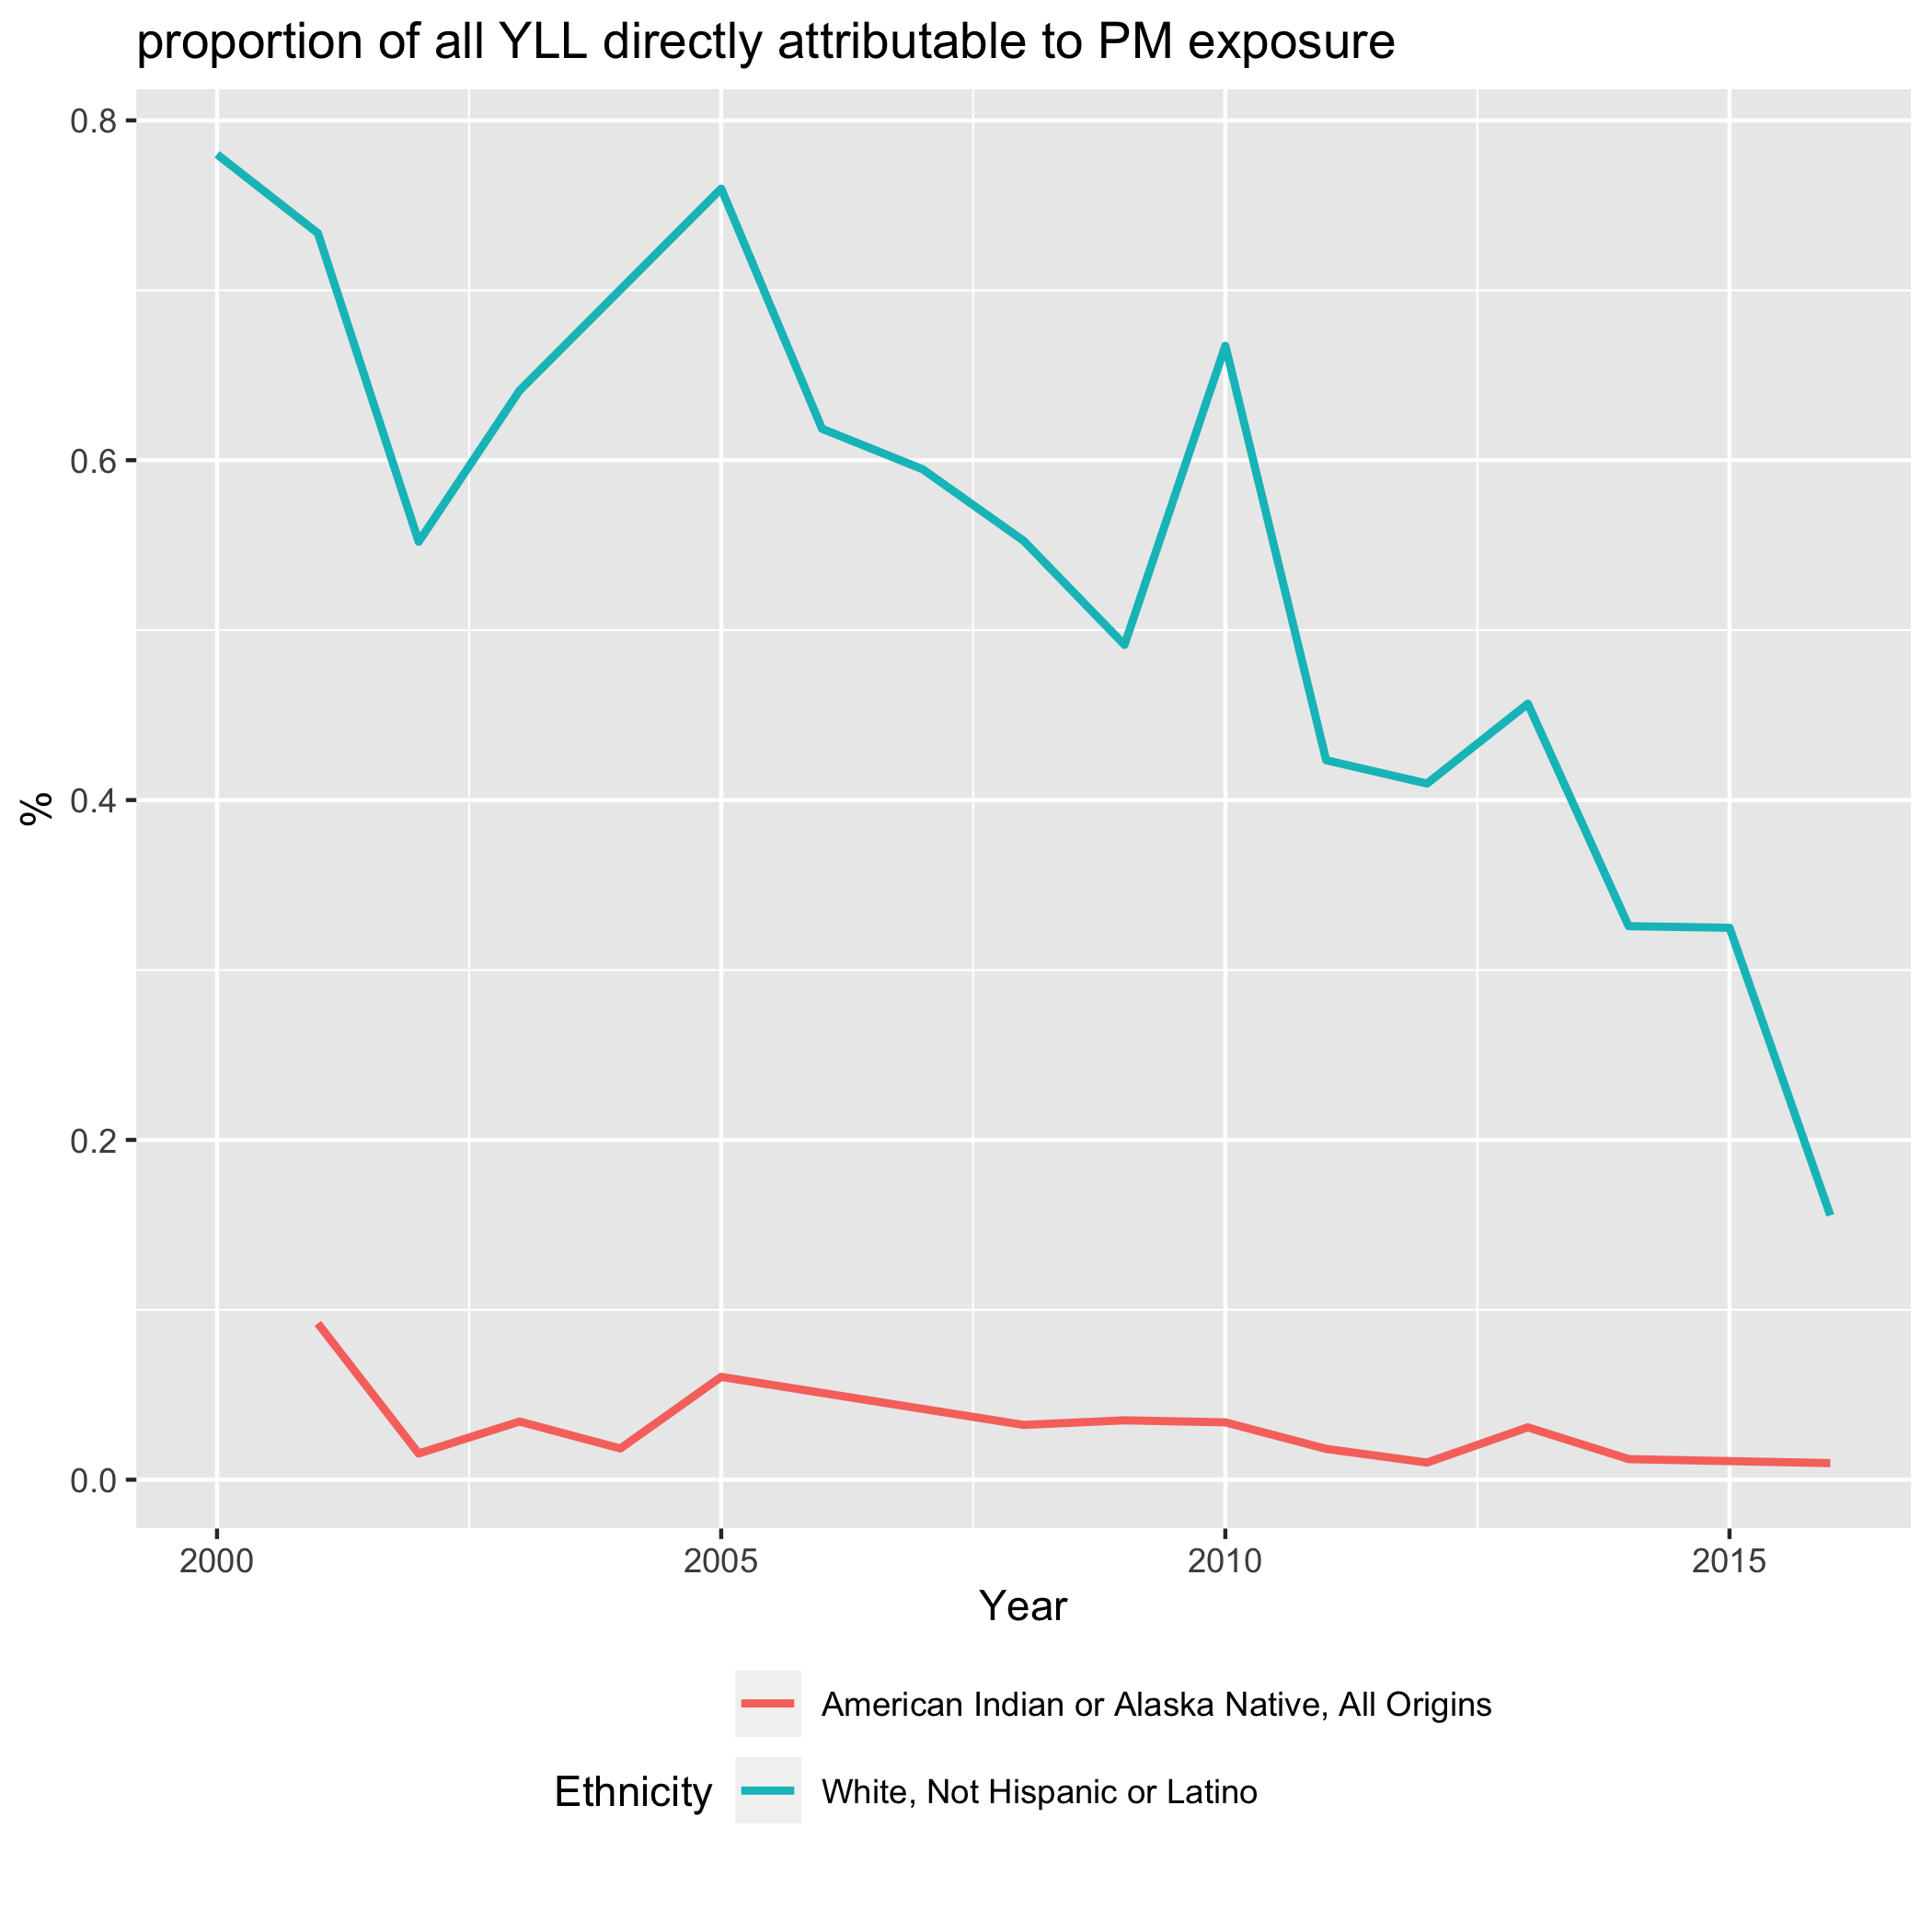 proportion of all YLL directly attributable to PM exposure
0.8
0.6
0.4
0.2
0.0
%
2000 2005 2010 2015
Year
Ethnicity
American Indian or Alaska Native, All Origins
White, Not Hispanic or Latino